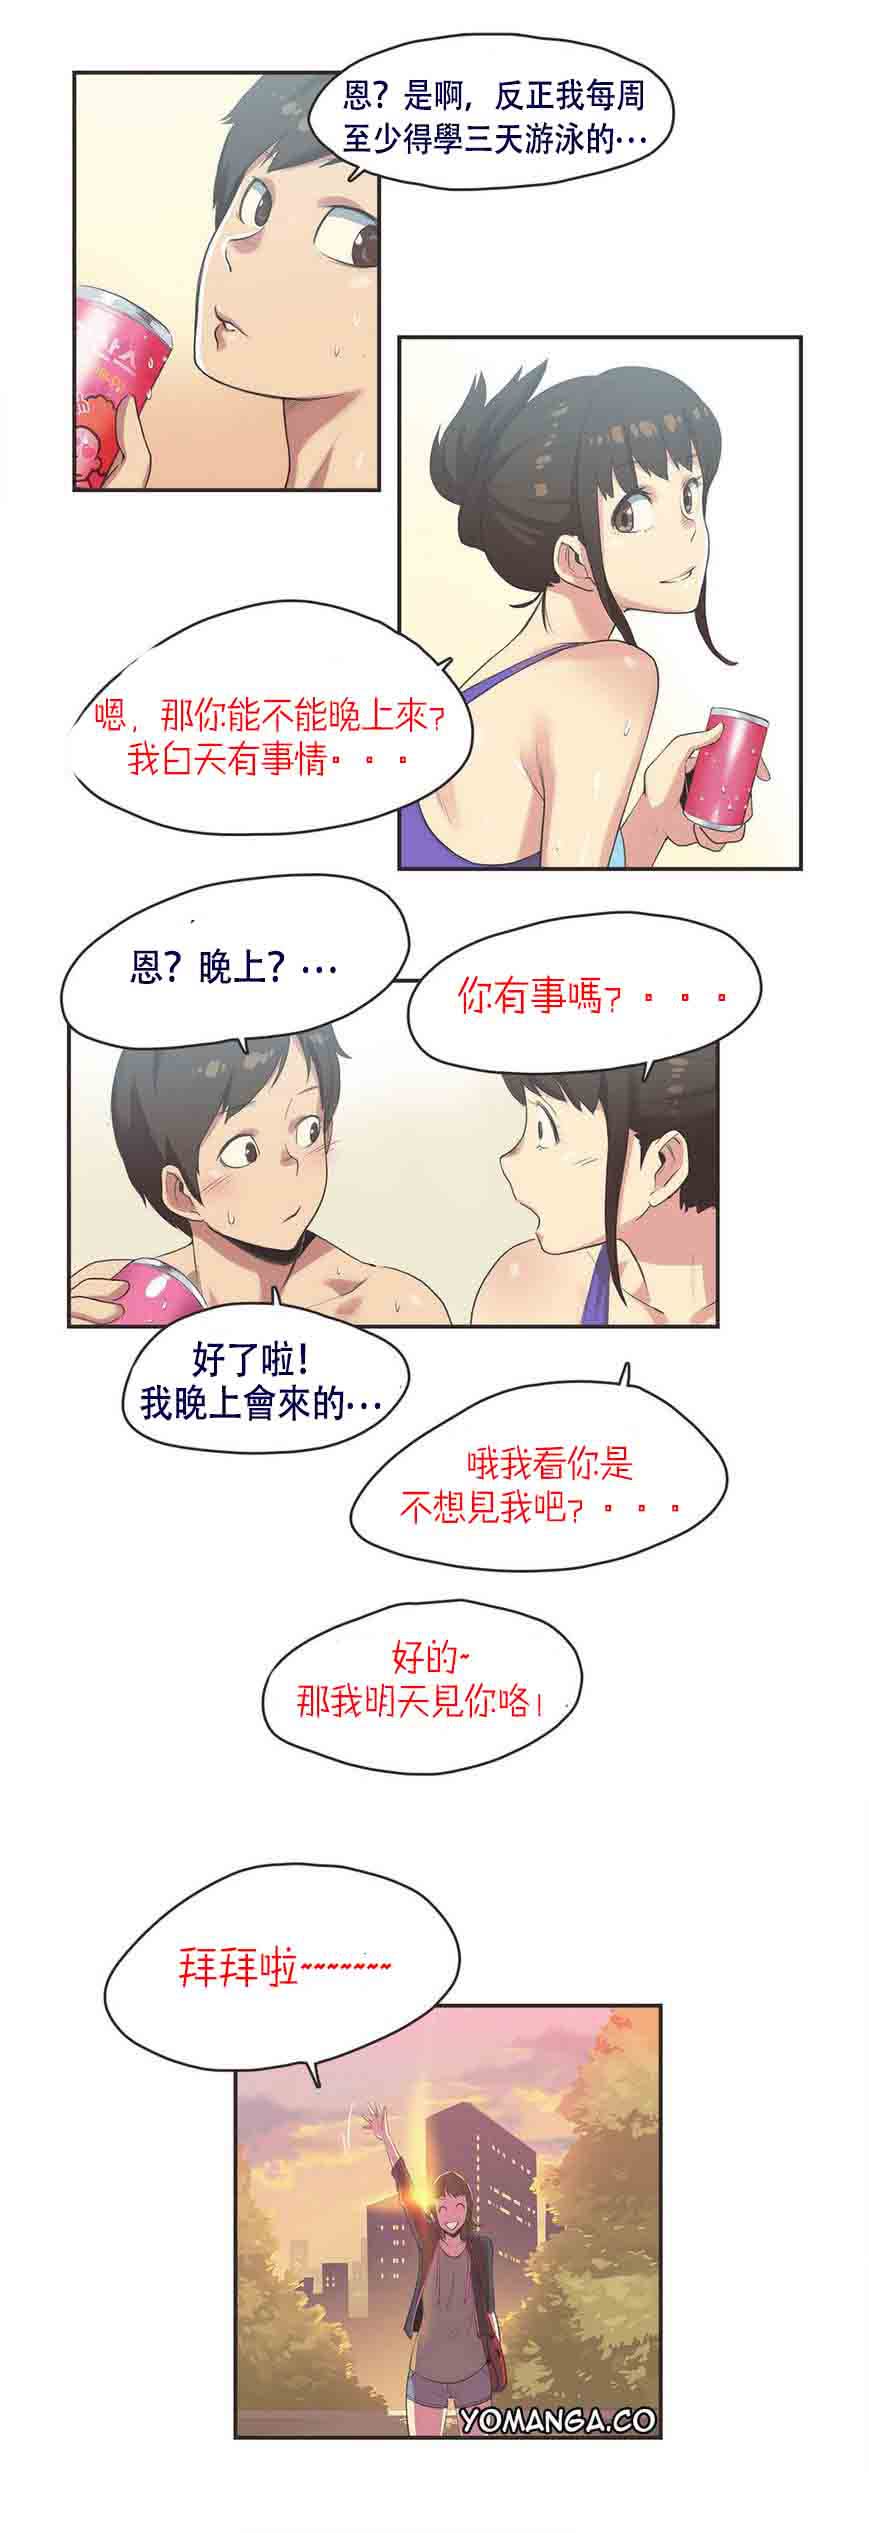 恩？是啊，反正我每周
至少得學三天游泳的···
嗯，那你能不能晚上來?
我白天有事情···
恩？晚上？···
你有事嗎?···
好了啦！
我晚上會來的···
哦我看你是
不想見我吧?···
好的~
那我明天見你咯!
拜拜啦~~~~~~~
YOMANGA.CO